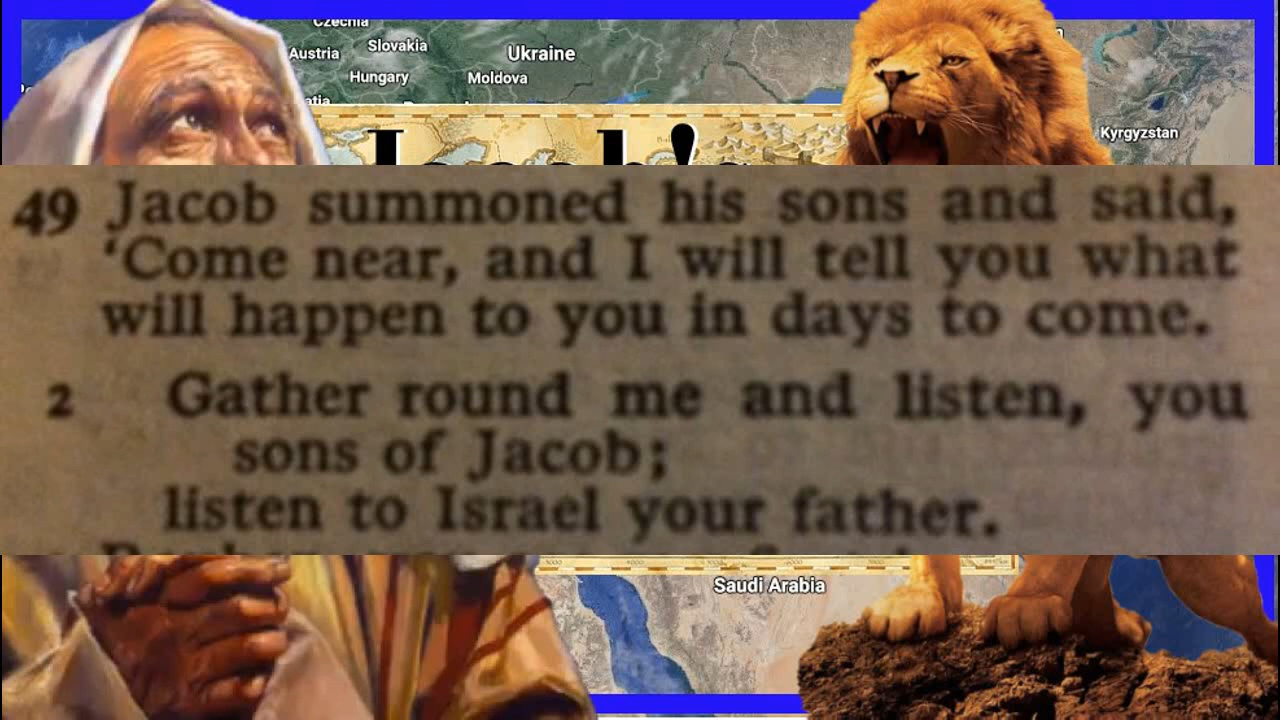 Czechia
Austria
Slovakia
Ukraine
Hungary
Moldova
Kyrgyzstan
49 Jacob summoned his sons and said,
‘Come near, and I will tell you what
will happen to you in days to come.
2 Gather round me and listen, you
sons of Jacob;
listen to Israel your father.
Saudi Arabia